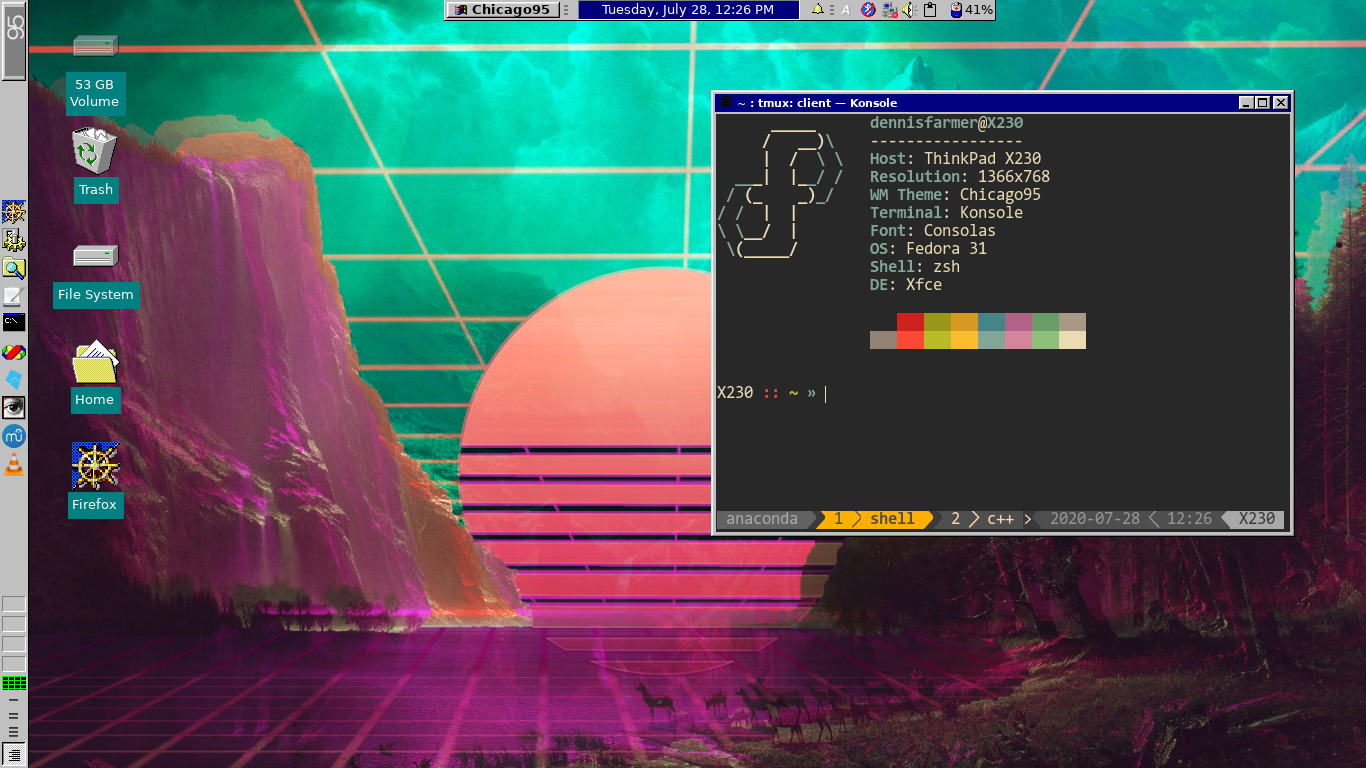 95
Chicago95
Tuesday, July 28, 12:26 PM
A
41%
53 GB
Volume
Trash
File System
Home
Firefox
~ : tmux: client — Konsole
dennisfarmer@X230
-----------------
Host: ThinkPad X230
Resolution: 1366x768
WM Theme: Chicago95
Terminal: Konsole
Font: Consolas
OS: Fedora 31
Shell: zsh
DE: Xfce
X230 :: ~ »
anaconda 1 shell 2 c++ 2020-07-28 12:26 X230